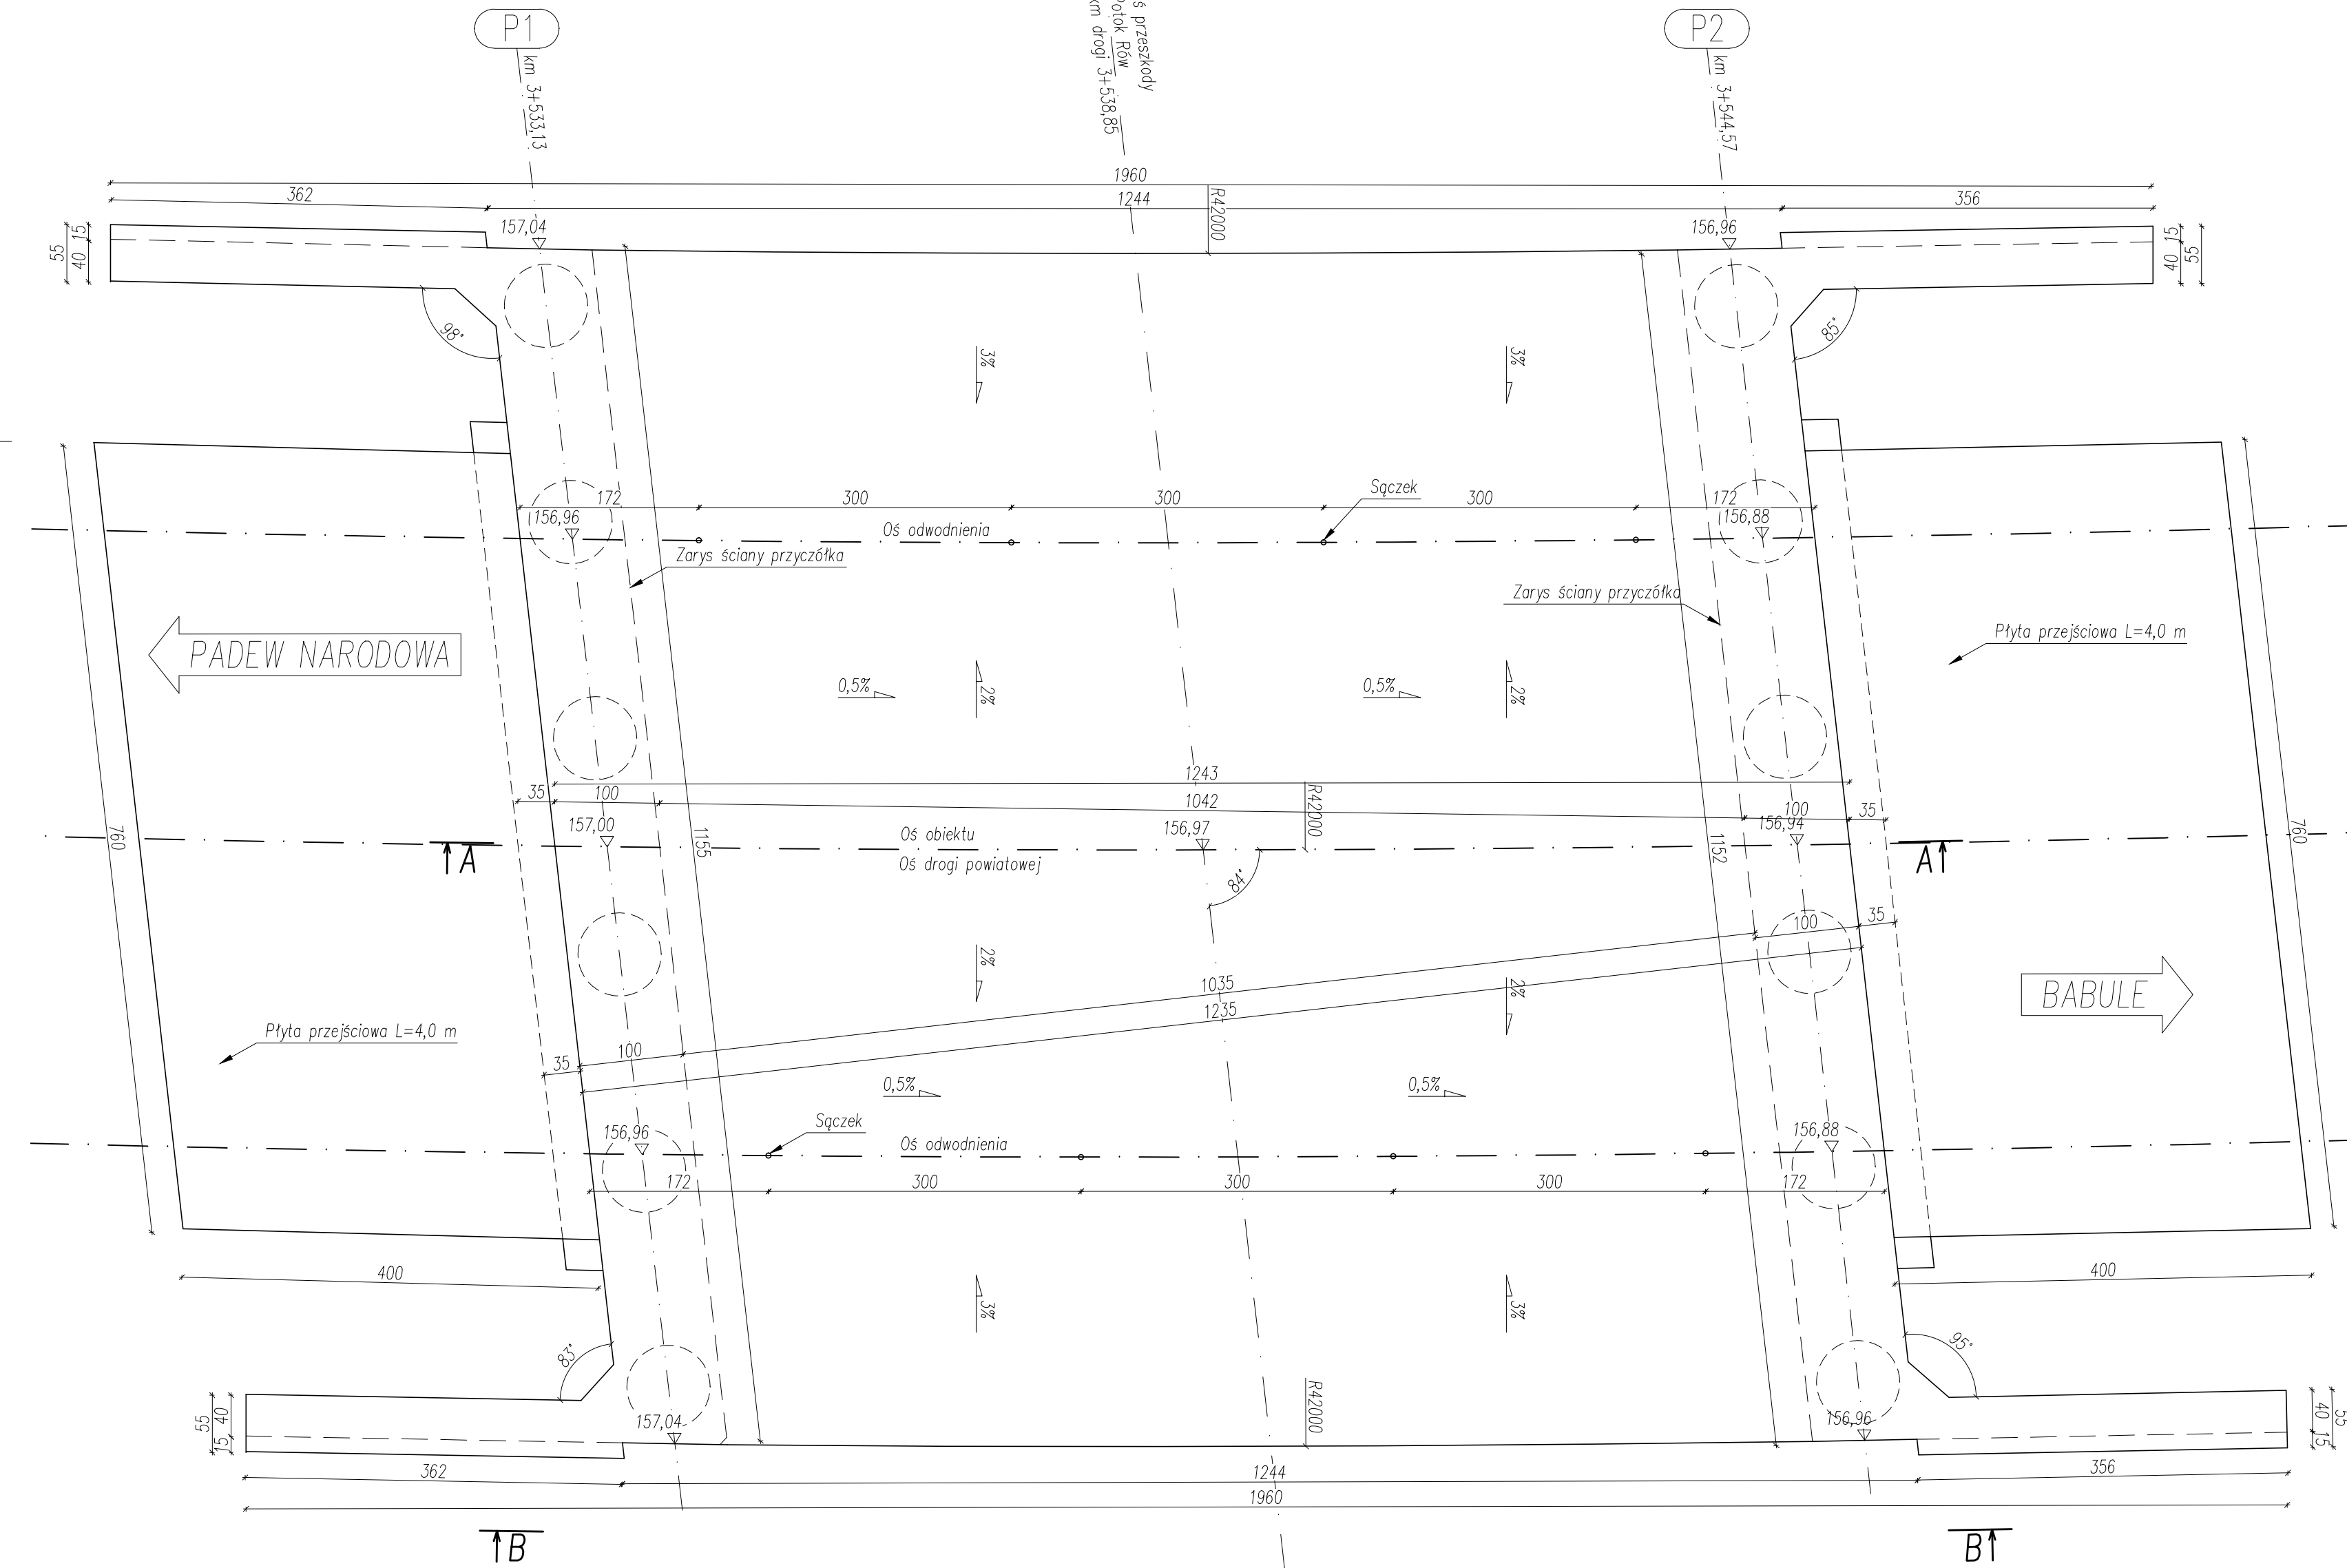 P1
km 3+533,13
ś przeszkody
Potok Rów
km drogi 3+538,85
P2
km 3+544,57
1960
362
1244
R42000
356
157,04
156,96
55
15
40
15
40
55
98°
85°
3%
3%
172
300
300
300
172
Sączek
156,96
156,88
Oś odwodnienia
Zarys ściany przyczółka
Zarys ściany przyczółka
PADEW NARODOWA
Płyta przejściowa L=4,0 m
0,5%
2%
0,5%
2%
1243
35
100
1042
R42000
100
35
157,00
156,97
156,94
760
1155
1152
760
Oś obiektu
Oś drogi powiatowej
A
A
84°
100
35
2%
2%
1035
1235
BABULE
Płyta przejściowa L=4,0 m
35
100
0,5%
0,5%
Sączek
156,96
156,88
Oś odwodnienia
172
300
300
300
172
400
400
3%
3%
83°
95°
R42000
157,04
156,96
55
40
15
40
15
55
362
1244
356
1960
B
B